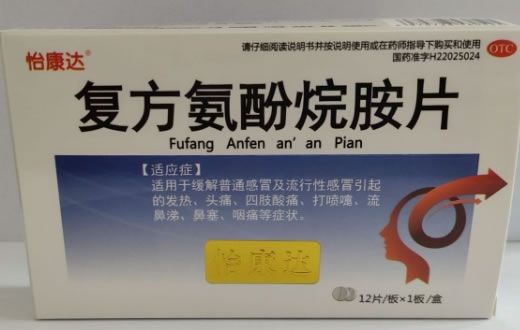 怡康达®
请仔细阅读说明书并按说明使用或在药师指导下购买和使用
国药准字H22025024
OTC
复方氨酚烷胺片
Fufang Anfen an'an Pian
【适应症】
适用于缓解普通感冒及流行性感冒引起
的发热、头痛、四肢酸痛、打喷嚏、流
鼻涕、鼻塞、咽痛等症状。
怡康达
12片/板×1板/盒